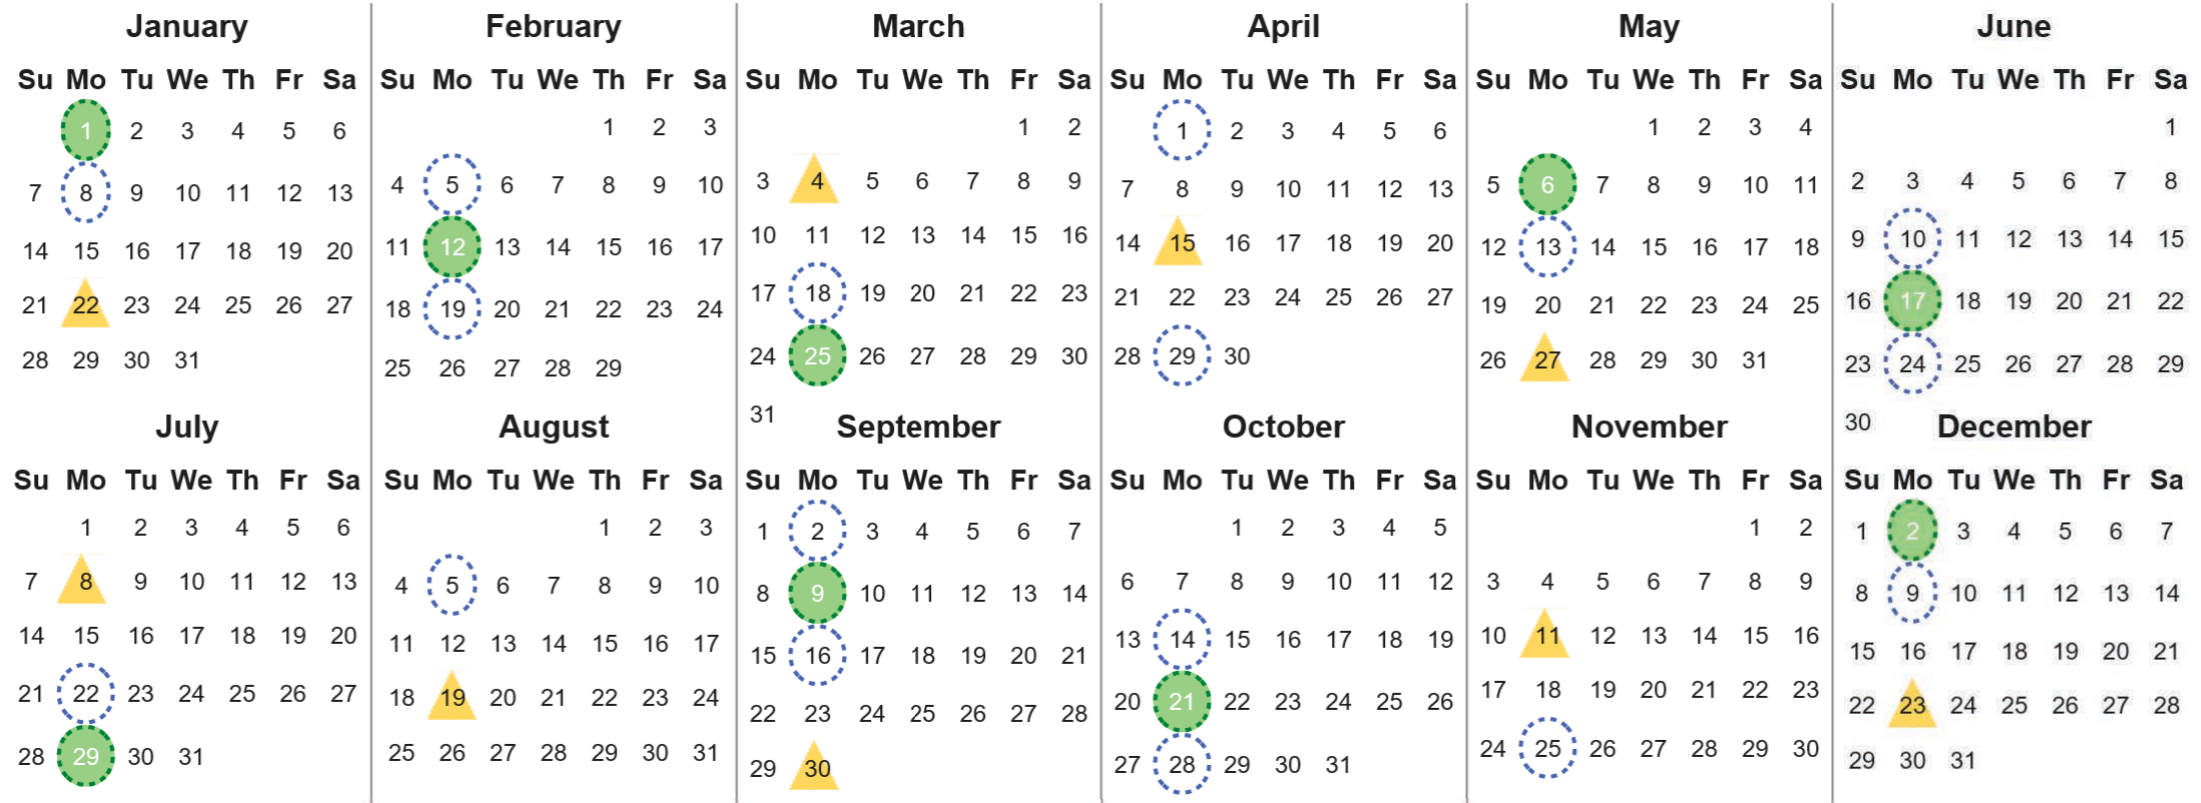 January
Su Mo Tu We Th Fr Sa
1 2 3 4 5 6
7 8 9 10 11 12 13
14 15 16 17 18 19 20
21 22 23 24 25 26 27
28 29 30 31
February
Su Mo Tu We Th Fr Sa
1 2 3
4 5 6 7 8 9 10
11 12 13 14 15 16 17
18 19 20 21 22 23 24
25 26 27 28 29
March
Su Mo Tu We Th Fr Sa
1 2
3 4 5 6 7 8 9
10 11 12 13 14 15 16
17 18 19 20 21 22 23
24 25 26 27 28 29 30
31
April
Su Mo Tu We Th Fr Sa
1 2 3 4 5 6
7 8 9 10 11 12 13
14 15 16 17 18 19 20
21 22 23 24 25 26 27
28 29 30
May
Su Mo Tu We Th Fr Sa
1 2 3 4
5 6 7 8 9 10 11
12 13 14 15 16 17 18
19 20 21 22 23 24 25
26 27 28 29 30 31
June
Su Mo Tu We Th Fr Sa
1
2 3 4 5 6 7 8
9 10 11 12 13 14 15
16 17 18 19 20 21 22
23 24 25 26 27 28 29
30
July
Su Mo Tu We Th Fr Sa
1 2 3 4 5 6
7 8 9 10 11 12 13
14 15 16 17 18 19 20
21 22 23 24 25 26 27
28 29 30 31
August
Su Mo Tu We Th Fr Sa
1 2 3
4 5 6 7 8 9 10
11 12 13 14 15 16 17
18 19 20 21 22 23 24
25 26 27 28 29 30 31
September
Su Mo Tu We Th Fr Sa
1 2 3 4 5 6 7
8 9 10 11 12 13 14
15 16 17 18 19 20 21
22 23 24 25 26 27 28
29 30
October
Su Mo Tu We Th Fr Sa
1 2 3 4 5
6 7 8 9 10 11 12
13 14 15 16 17 18 19
20 21 22 23 24 25 26
27 28 29 30 31
November
Su Mo Tu We Th Fr Sa
1 2
3 4 5 6 7 8 9
10 11 12 13 14 15 16
17 18 19 20 21 22 23
24 25 26 27 28 29 30
December
Su Mo Tu We Th Fr Sa
1 2 3 4 5 6 7
8 9 10 11 12 13 14
15 16 17 18 19 20 21
22 23 24 25 26 27 28
29 30 31